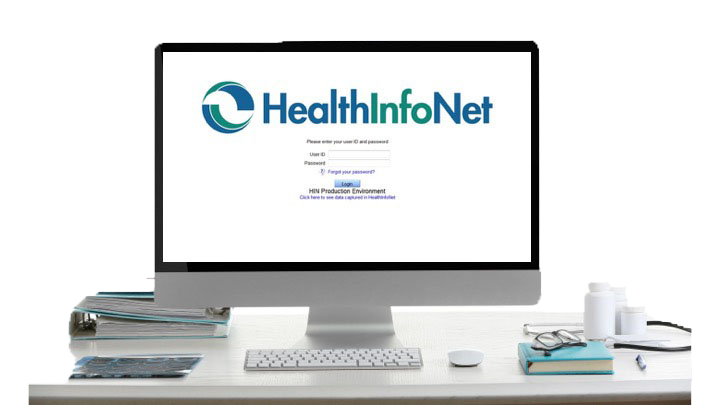 HealthInfoNet
Please enter your user ID and password
User ID
Password
Forgot your password?
Login
HIN Production Environment
Click here to see data captured in HealthInfoNet